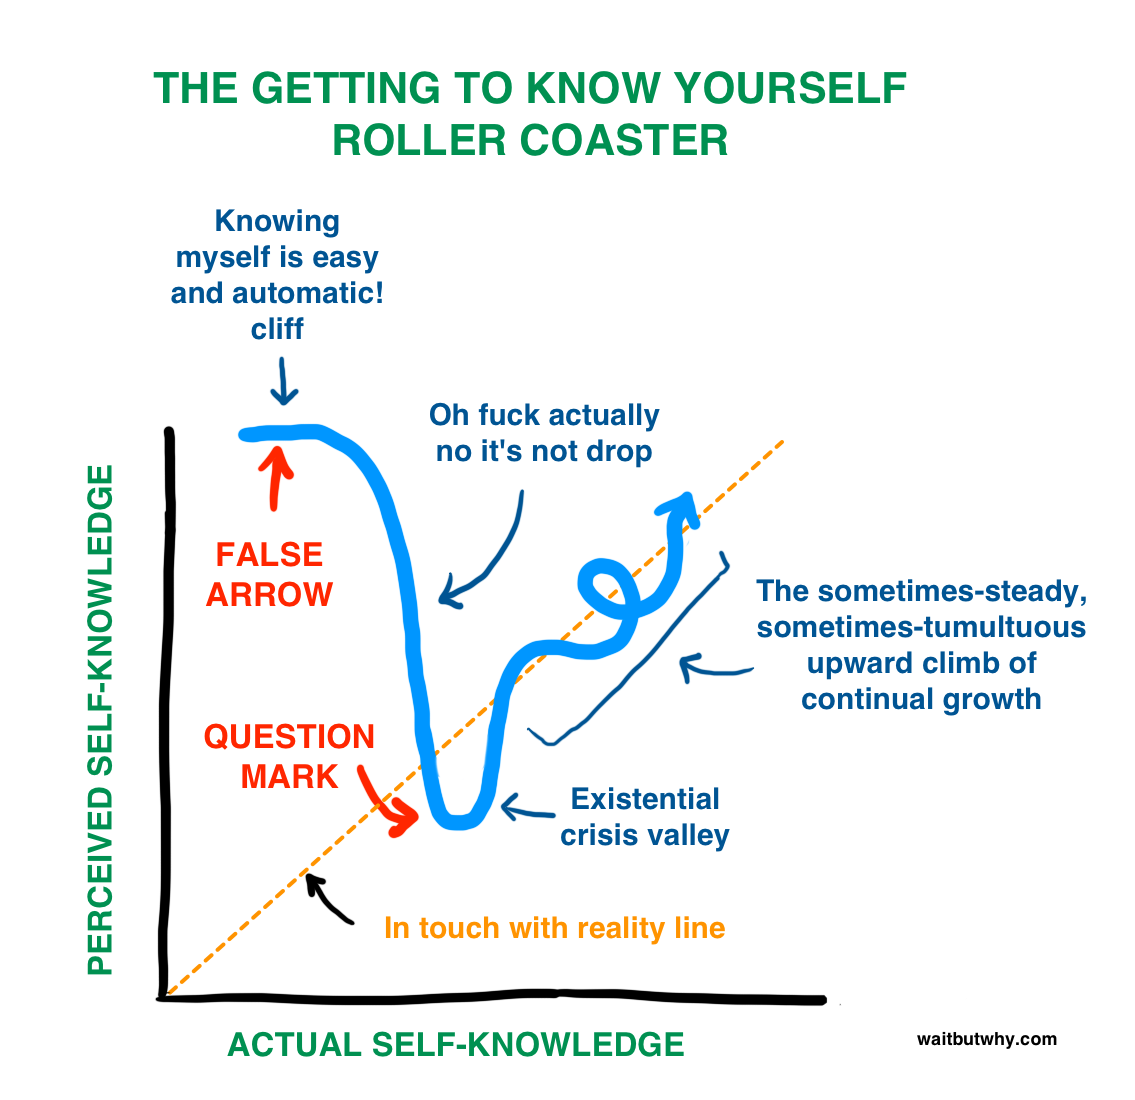 THE GETTING TO KNOW YOURSELF
ROLLER COASTER
Knowing
myself is easy
and automatic!
cliff
Oh fuck actually
no it's not drop
FALSE
ARROW
The sometimes-steady,
sometimes-tumultuous
upward climb of
continual growth
QUESTION
MARK
Existential
crisis valley
In touch with reality line
PERCEIVED SELF-KNOWLEDGE
ACTUAL SELF-KNOWLEDGE
waitbutwhy.com